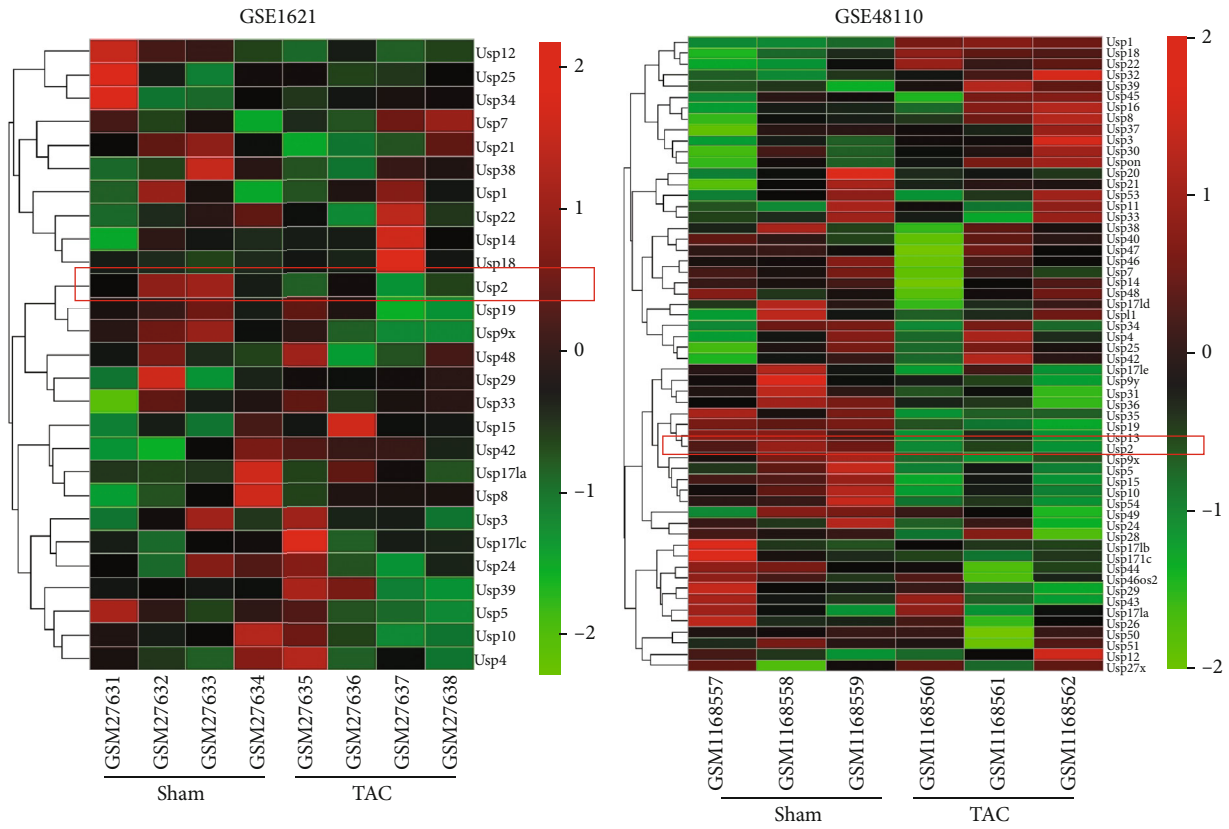 GSE1621
Usp12
Usp25
Usp34
Usp7
Usp21
Usp38
Usp1
Usp22
Usp14
Usp18
Usp2
Usp19
Usp9x
Usp48
Usp29
Usp33
Usp15
Usp42
Usp17la
Usp8
Usp3
Usp17lc
Usp24
Usp39
Usp5
Usp10
Usp4
2
1
0
−1
−2
GSM27631
GSM27632
GSM27633
GSM27634
GSM27635
GSM27636
GSM27637
GSM27638
Sham
TAC
GSE48110
Usp1
Usp18
Usp22
Usp32
Usp39
Usp45
Usp16
Usp8
Usp37
Usp3
Usp30
Uspon
Usp20
Usp21
Usp53
Usp11
Usp33
Usp38
Usp40
Usp47
Usp46
Usp7
Usp14
Usp48
Usp17ld
Uspl1
Usp34
Usp4
Usp25
Usp42
Usp17le
Usp9y
Usp31
Usp36
Usp35
Usp19
Usp13
Usp2
Usp9x
Usp5
Usp15
Usp10
Usp54
Usp49
Usp24
Usp28
Usp17lb
Usp171c
Usp44
Usp46os2
Usp29
Usp43
Usp17la
Usp26
Usp50
Usp51
Usp12
Usp27x
2
1
0
−1
−2
GSM1168557
GSM1168558
GSM1168559
GSM1168560
GSM1168561
GSM1168562
Sham
TAC